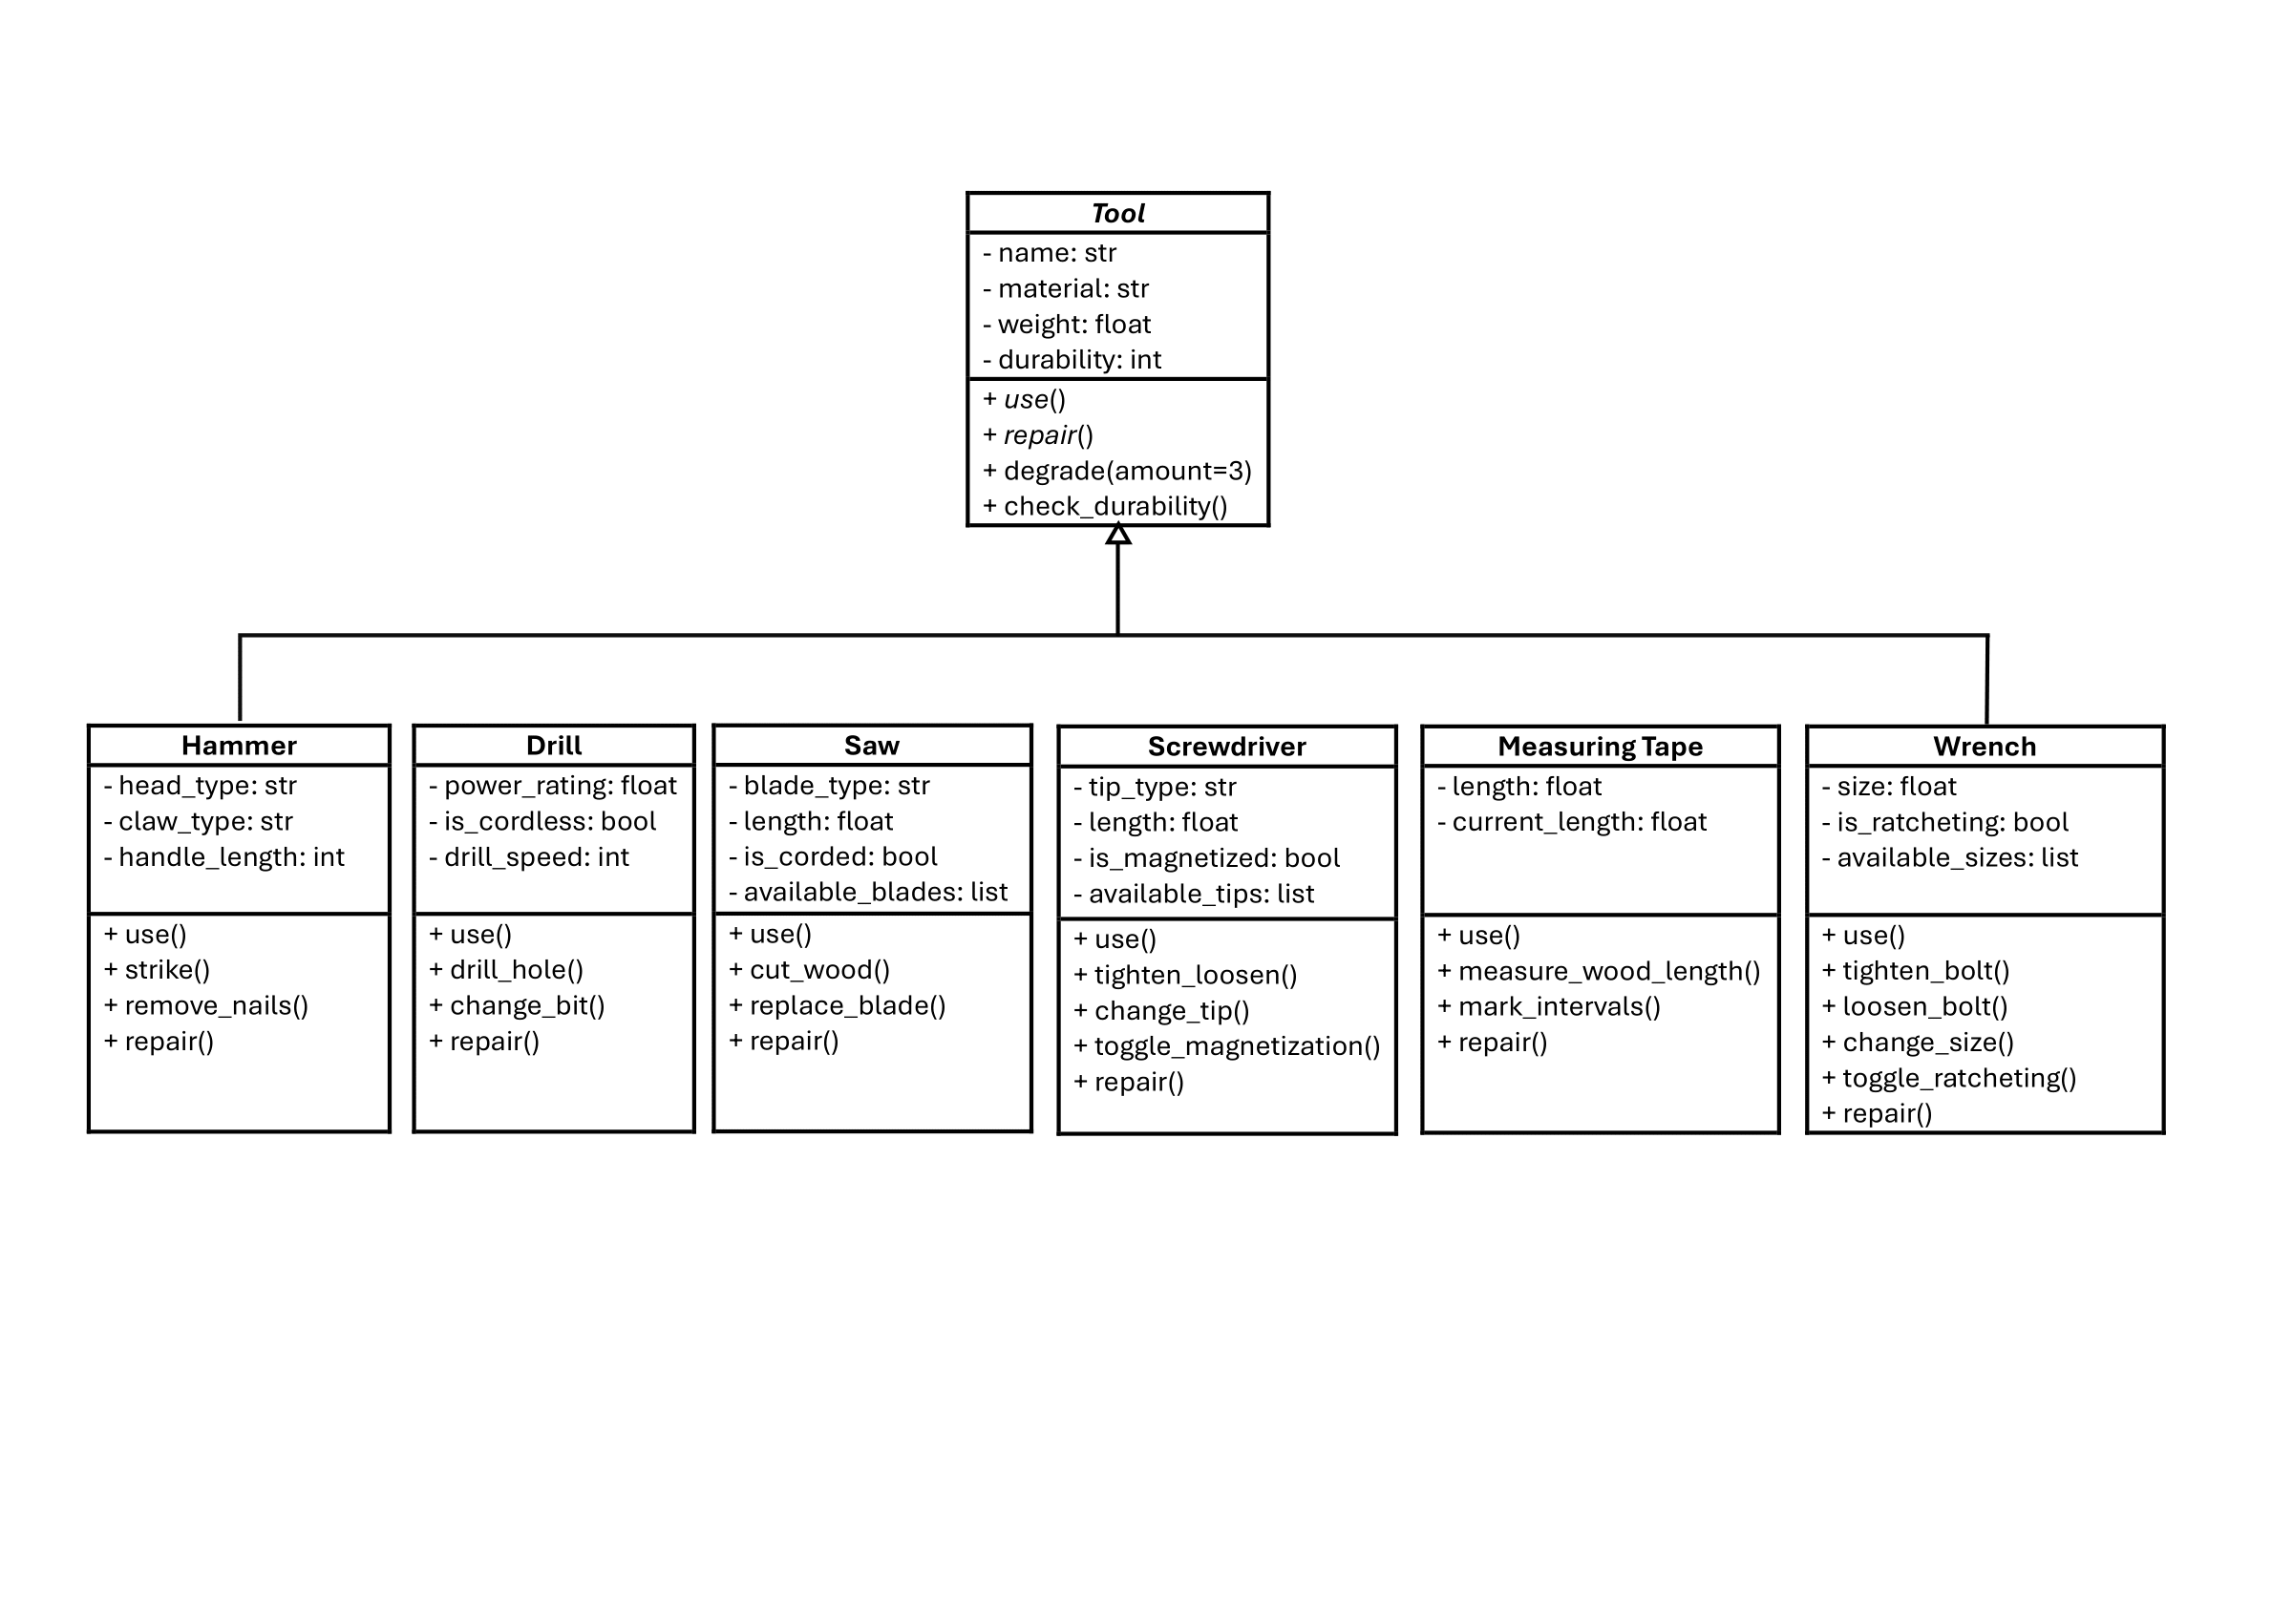 Tool
- name: str
- material: str
- weight: float
- durability: int
+ use()
+ repair()
+ degrade(amount=3)
+ check_durability()
Hammer
- head_type: str
- claw_type: str
- handle_length: int
+ use()
+ strike()
+ remove_nails()
+ repair()
Drill
- power_rating: float
- is_cordless: bool
- drill_speed: int
+ use()
+ drill_hole()
+ change_bit()
+ repair()
Saw
- blade_type: str
- length: float
- is_corded: bool
- available_blades: list
+ use()
+ cut_wood()
+ replace_blade()
+ repair()
Screwdriver
- tip_type: str
- length: float
- is_magnetized: bool
- available_tips: list
+ use()
+ tighten_loosen()
+ change_tip()
+ toggle_magnetization()
+ repair()
Measuring Tape
- length: float
- current_length: float
+ use()
+ measure_wood_length()
+ mark_intervals()
+ repair()
Wrench
- size: float
- is_ratcheting: bool
- available_sizes: list
+ use()
+ tighten_bolt()
+ loosen_bolt()
+ change_size()
+ toggle_ratcheting()
+ repair()